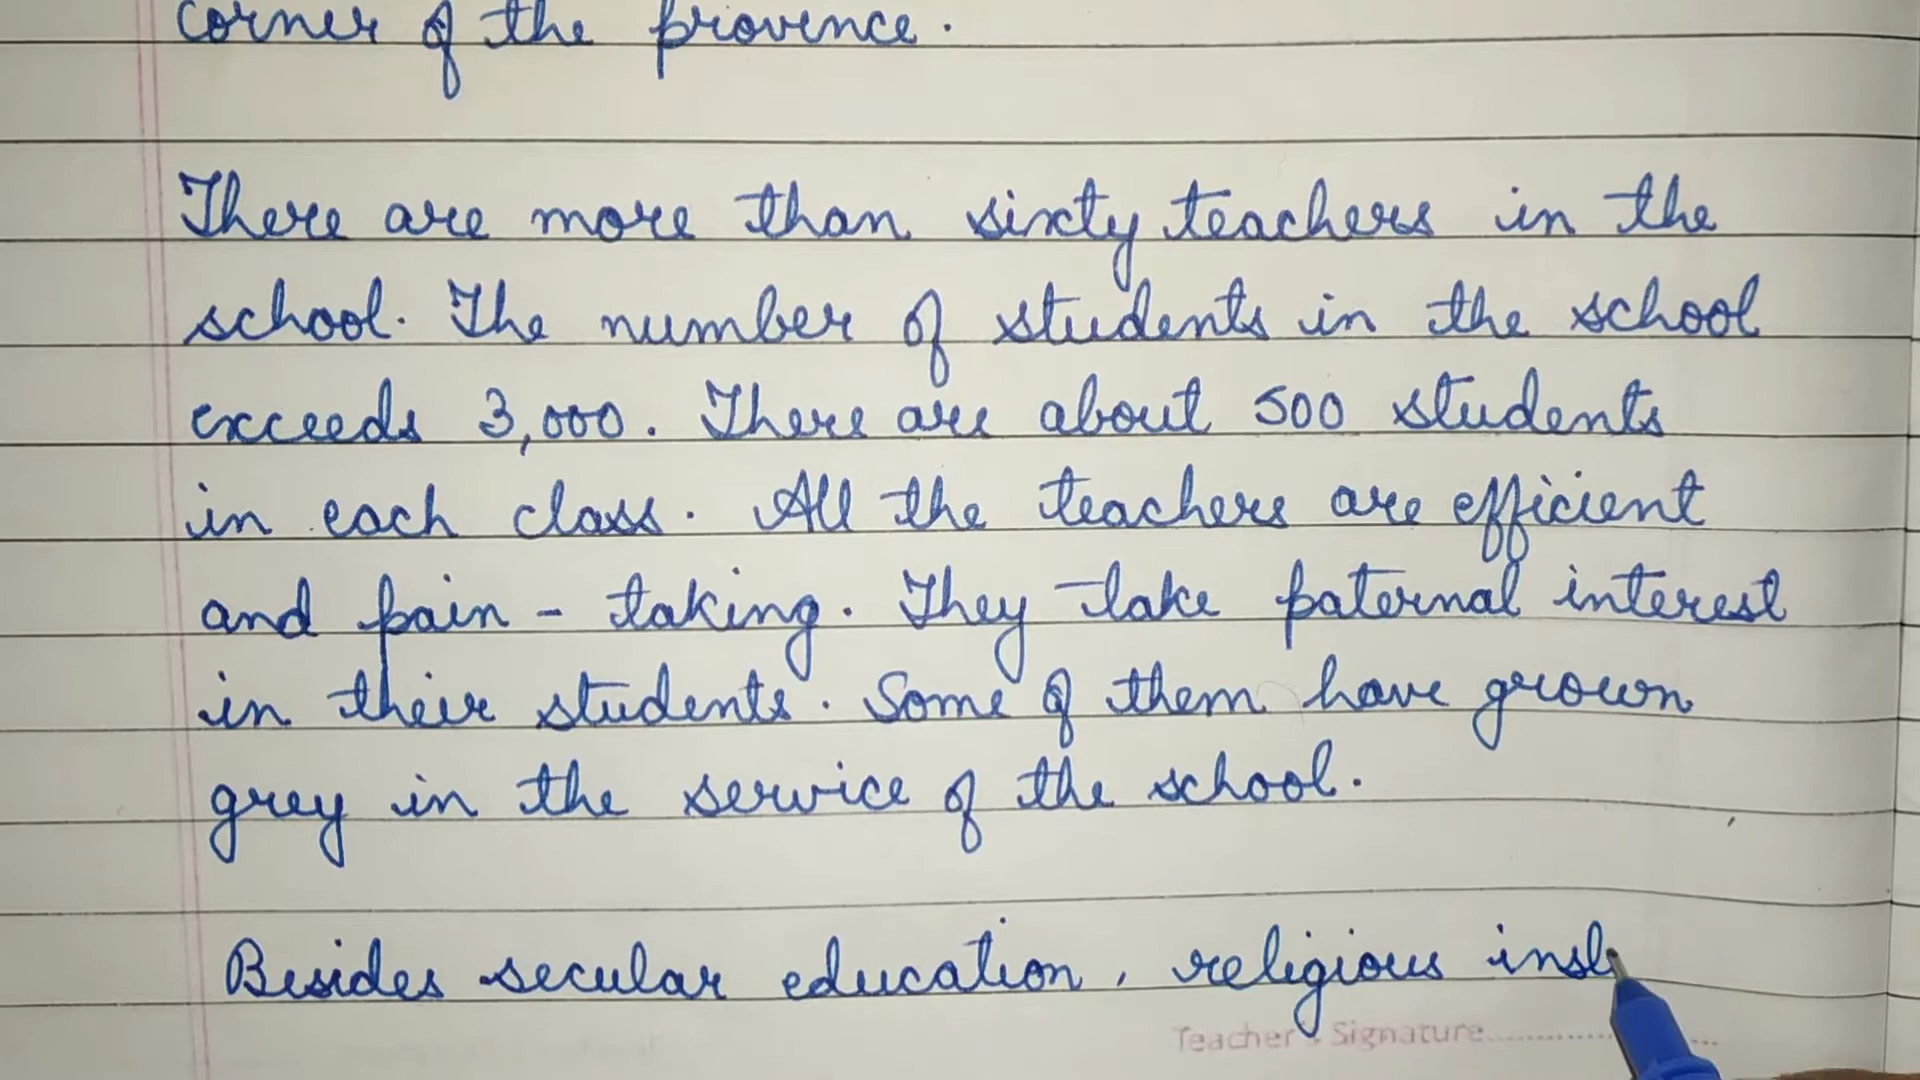 corner of the provence.
There are more than sixty teachers in the
school. The number of students in the school
exceeds 3,000. There are about 500 students
in each class. All the teachers are efficient
and pain - taking. They take paternal interest
in their students. Some of them have grown
grey in the service of the school.
Besides secular education, religious inst
Teacher's Signature